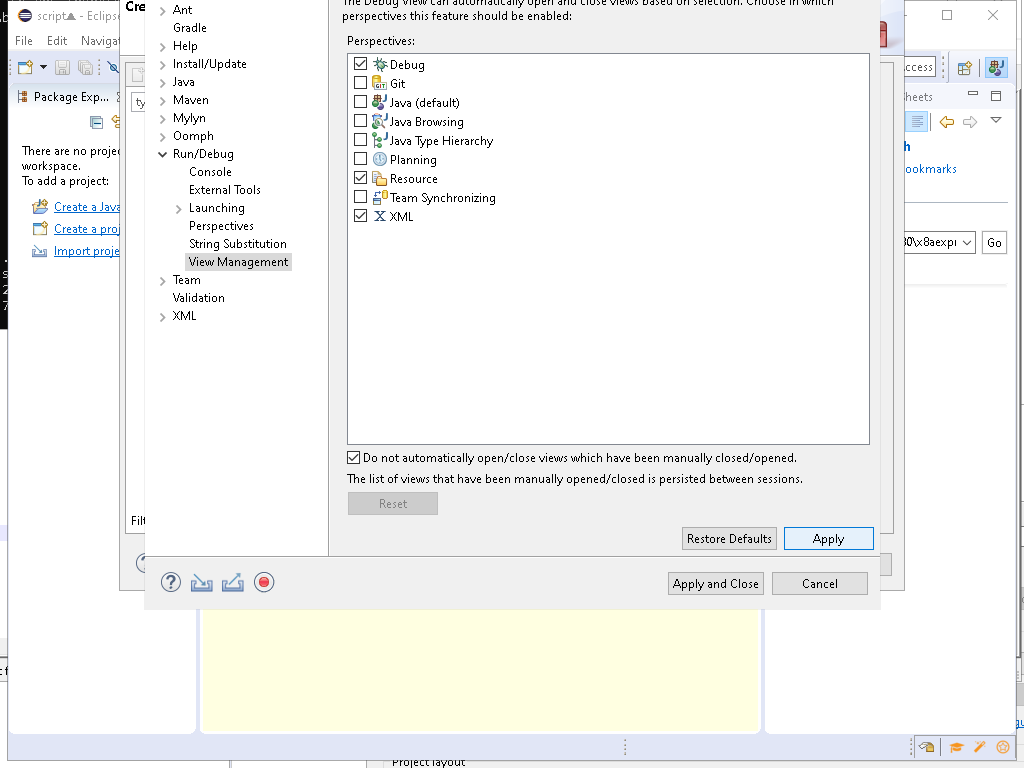 script▲ - Eclips
File Edit Navigat
Package Exp...
There are no projec
workspace.
To add a project:
Create a Java
Create a proj
Import proje
Cre
ty
Filt
Ant
Gradle
Help
Install/Update
Java
Maven
Mylyn
Oomph
Run/Debug
Console
External Tools
Launching
Perspectives
String Substitution
View Management
Team
Validation
XML
The Debug View can automatically open and close views based on selection. Choose in which
perspectives this feature should be enabled:
Perspectives:
Debug
Git
Java (default)
Java Browsing
Java Type Hierarchy
Planning
Resource
Team Synchronizing
XML
Do not automatically open/close views which have been manually closed/opened.
The list of views that have been manually opened/closed is persisted between sessions.
Reset
Restore Defaults
Apply
Apply and Close
Cancel
ccess
heets
h
ookmarks
Go
Project layout